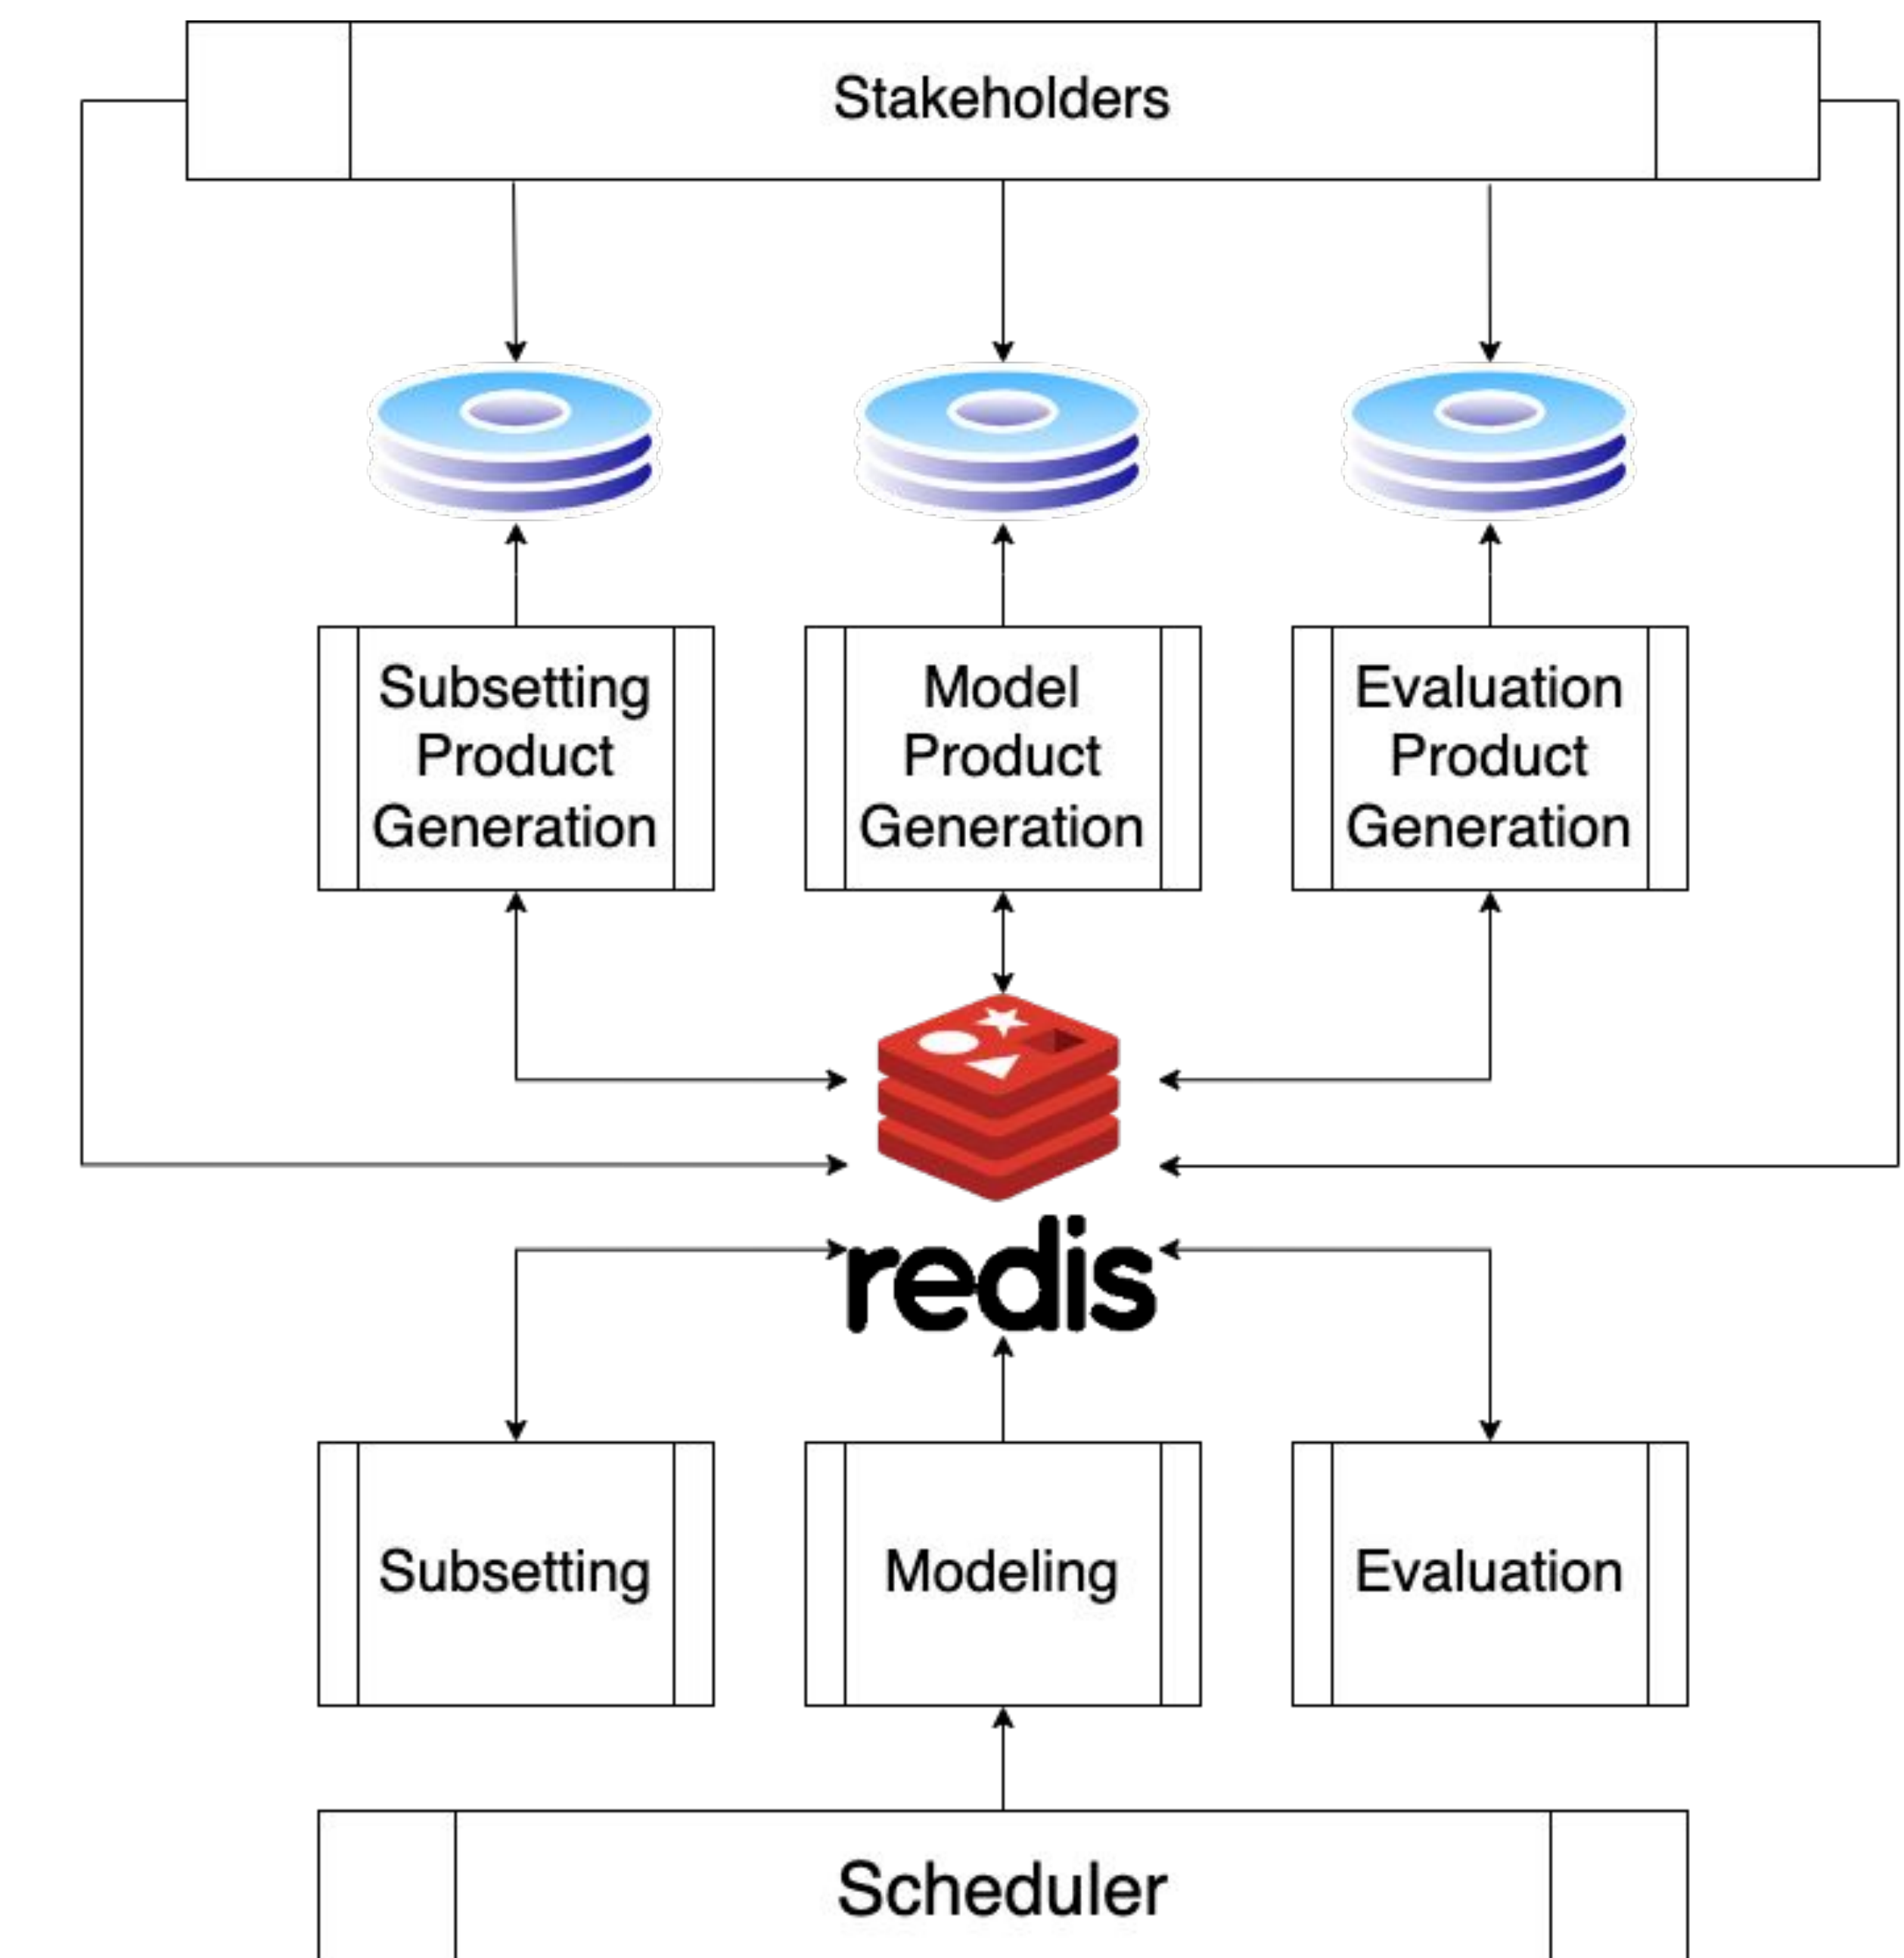 Stakeholders
Subsetting
Product
Generation
Model
Product
Generation
Evaluation
Product
Generation
redis
Subsetting
Modeling
Evaluation
Scheduler